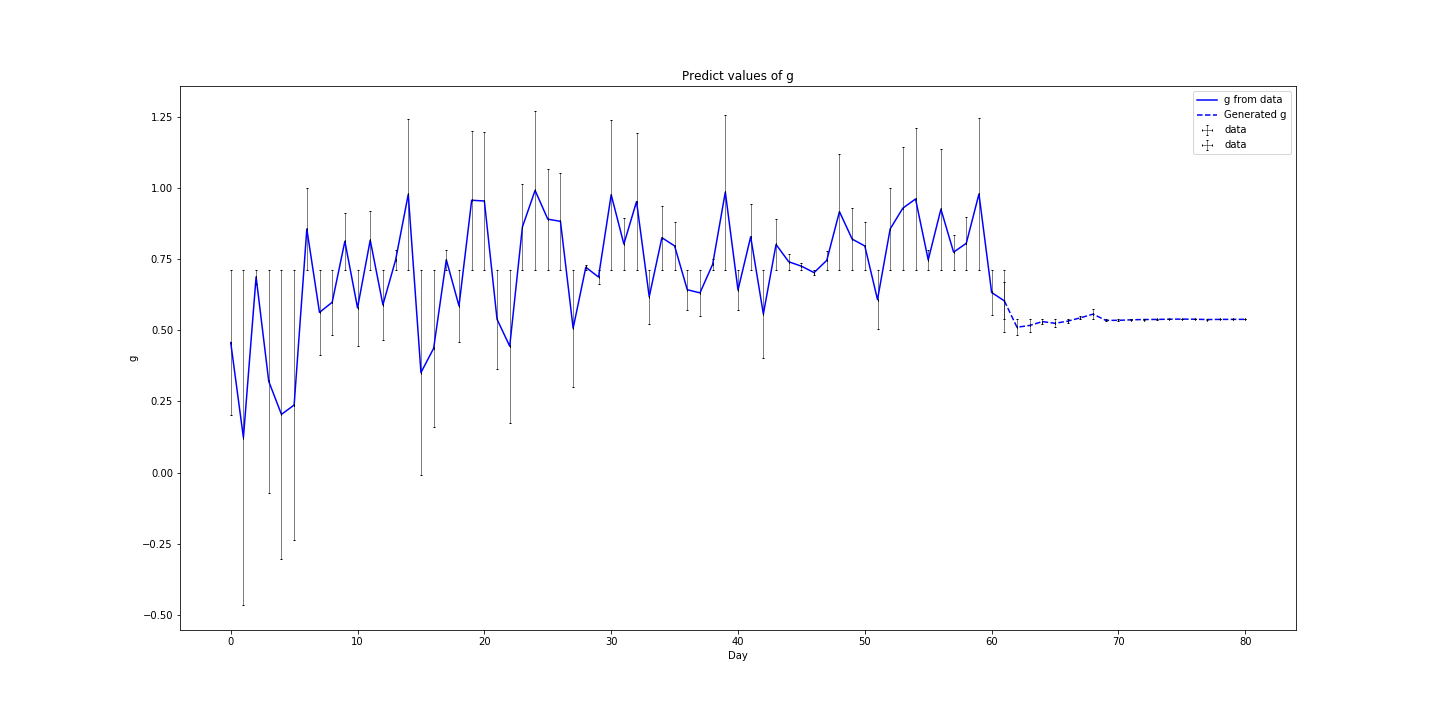 Predict values of g
g from data
Generated g
data
data
1.25
1.00
0.75
0.50
0.25
0.00
−0.25
−0.50
g
0 10 20 30 40 50 60 70 80
Day